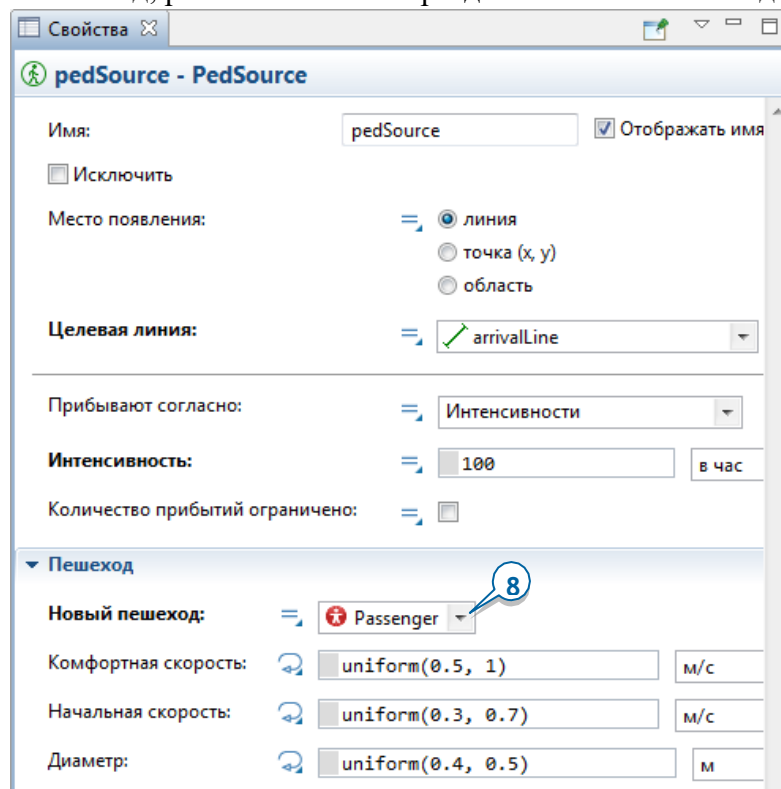 Свойства
pedSource - PedSource
Имя: pedSource Отображать имя
Исключить
Место появления: линия
точка (x, y)
область
Целевая линия: arrivalLine
Прибывают согласно: Интенсивности
Интенсивность: 100 в час
Количество прибытий ограничено:
Пешеход
8
Новый пешеход: Passenger
Комфортная скорость: uniform(0.5, 1) м/с
Начальная скорость: uniform(0.3, 0.7) м/с
Диаметр: uniform(0.4, 0.5) м